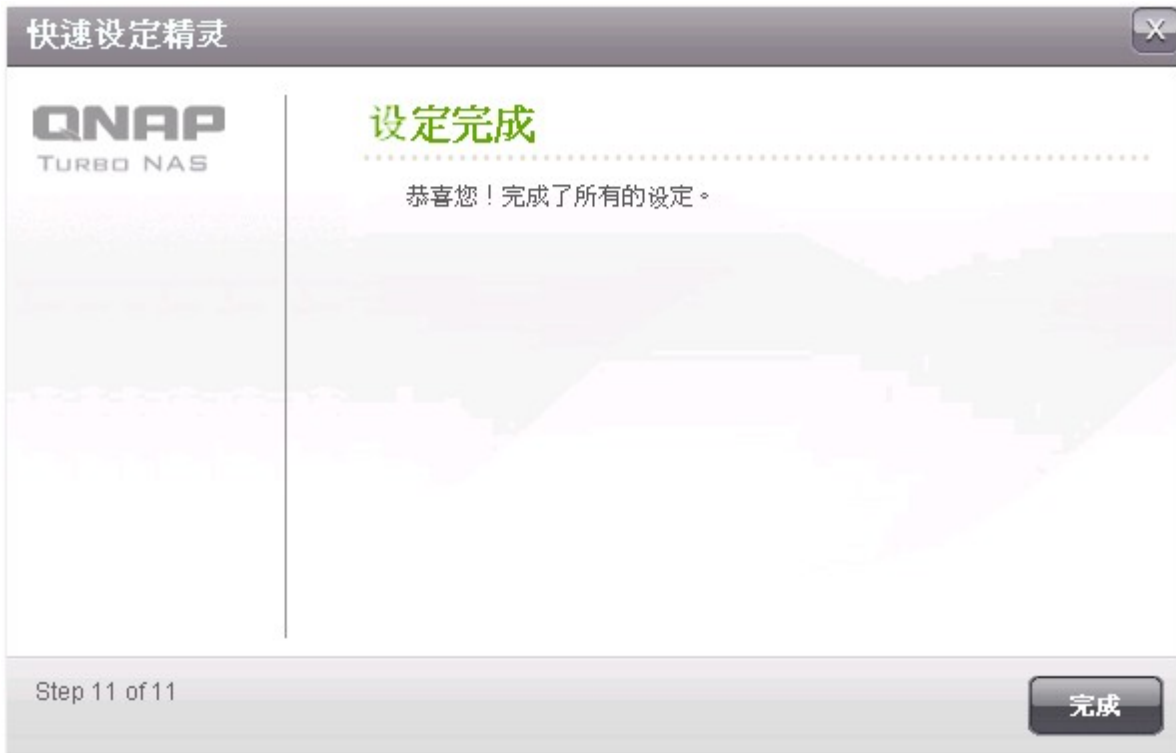 快速设定精灵
X
QNAP
TURBO NAS
设定完成
恭喜您！完成了所有的设定。
Step 11 of 11
完成